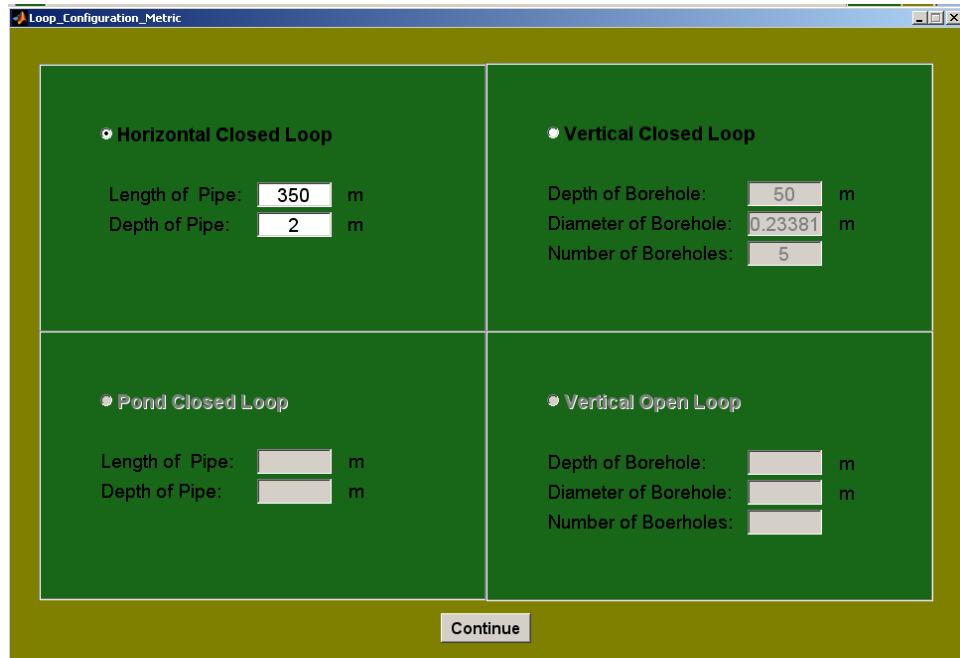 Loop_Configuration_Metric
Horizontal Closed Loop
Length of Pipe: 350 m
Depth of Pipe: 2 m
Vertical Closed Loop
Depth of Borehole: 50 m
Diameter of Borehole: 0.23381 m
Number of Boreholes: 5
Pond Closed Loop
Length of Pipe: m
Depth of Pipe: m
Vertical Open Loop
Depth of Borehole: m
Diameter of Borehole: m
Number of Boerholes:
Continue